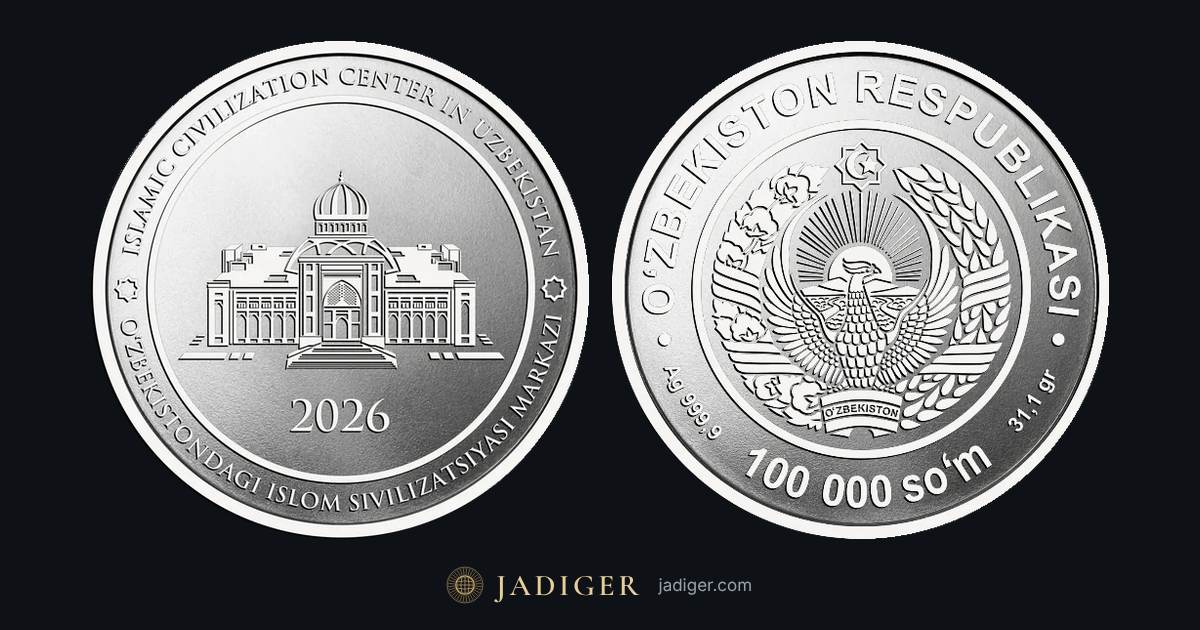 ISLAMIC CIVILIZATION CENTER IN UZBEKISTAN
2026
O‘ZBEKISTONDAGI ISLOM SIVILIZATSIYASI MARKAZI
O‘ZBEKISTON RESPUBLIKASI
O‘ZBEKISTON
Ag 999,9
31,1 gr
100 000 so‘m
JADIGER
jadiger.com